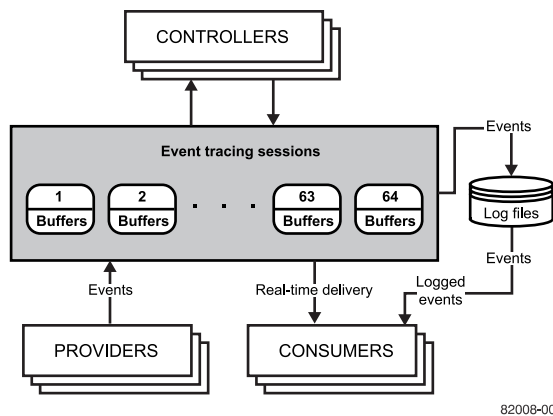 CONTROLLERS
Event tracing sessions
1
Buffers
2
Buffers
. . .
63
Buffers
64
Buffers
Events
Log files
Events
Logged
events
Events
Real-time delivery
PROVIDERS
CONSUMERS